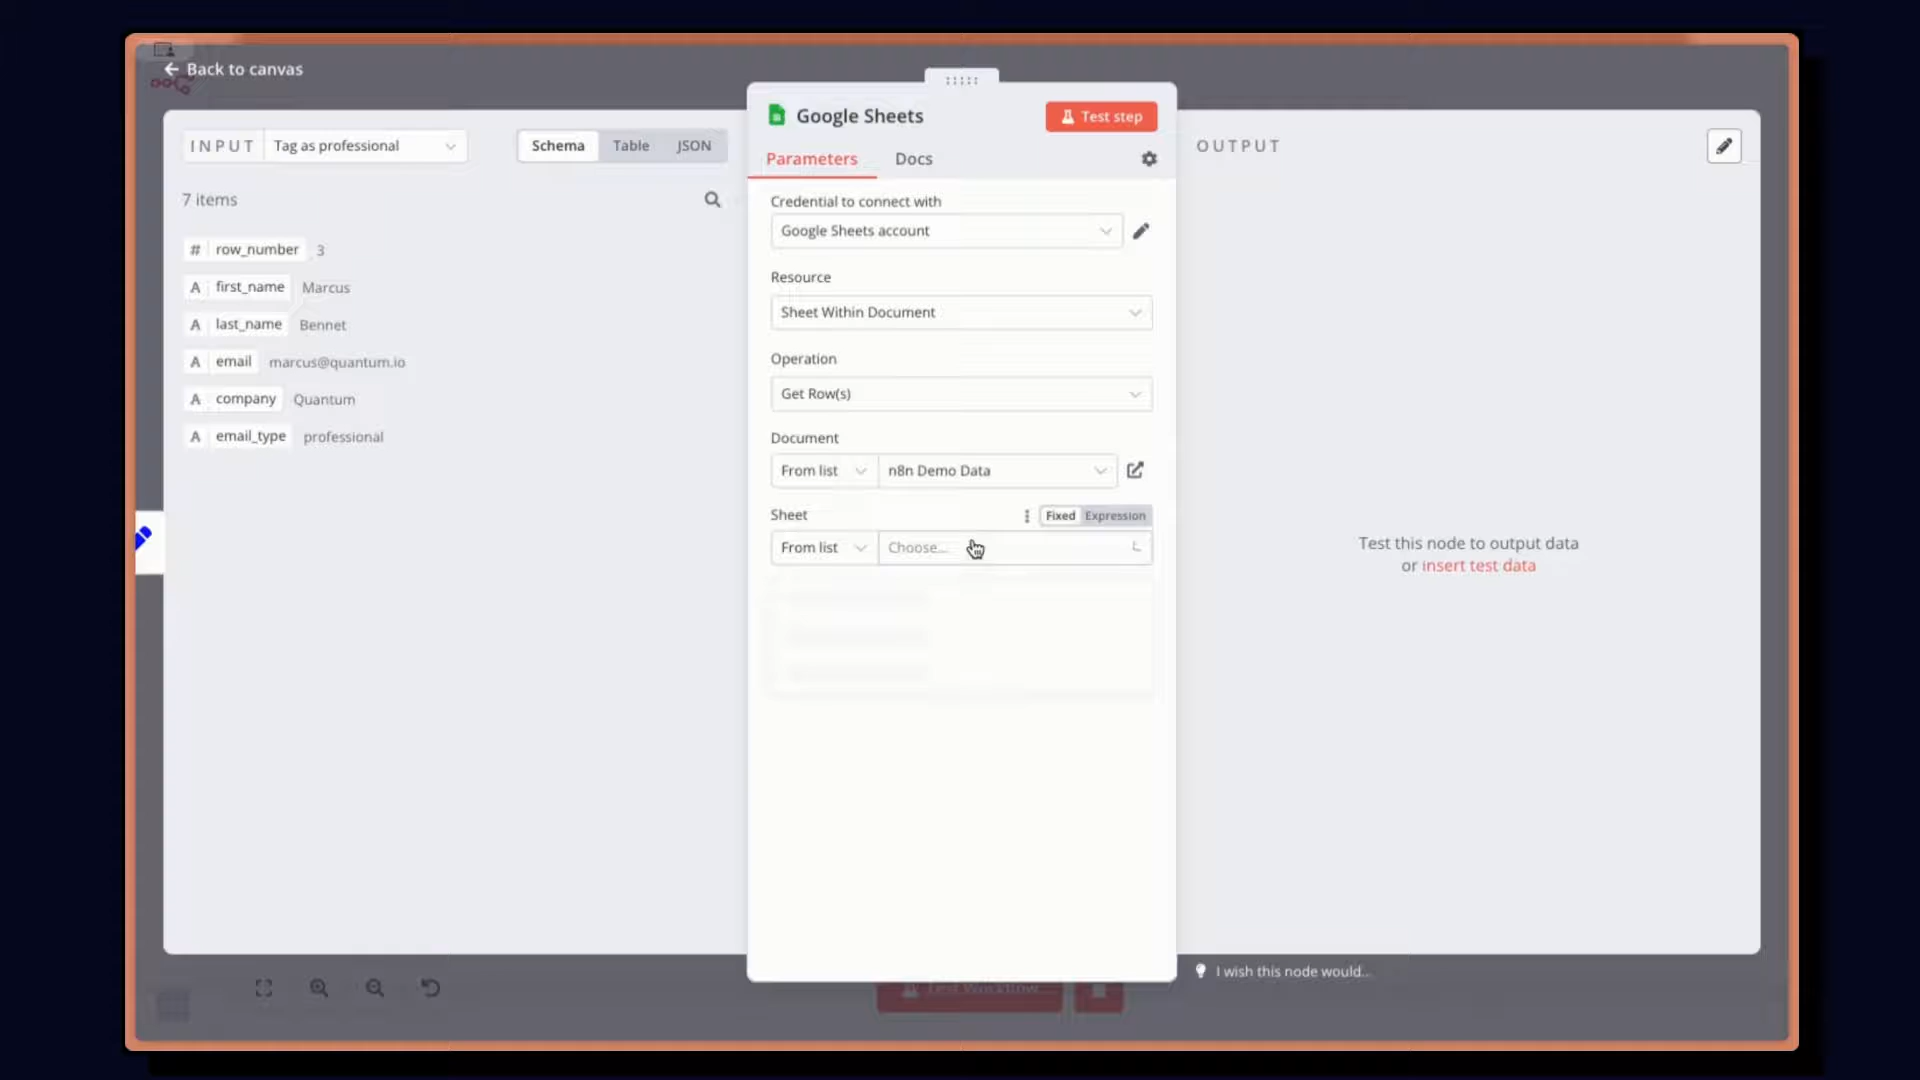 Back to canvas
INPUT
Tag as professional
Schema
Table
JSON
7 items
# row_number 3
A first_name Marcus
A last_name Bennet
A email marcus@quantum.io
A company Quantum
A email_type professional
Google Sheets
Test step
Parameters
Docs
Credential to connect with
Google Sheets account
Resource
Sheet Within Document
Operation
Get Row(s)
Document
From list
n8n Demo Data
Sheet
Fixed
Expression
From list
Choose...
OUTPUT
Test this node to output data
or insert test data
I wish this node would...
Test Workflow